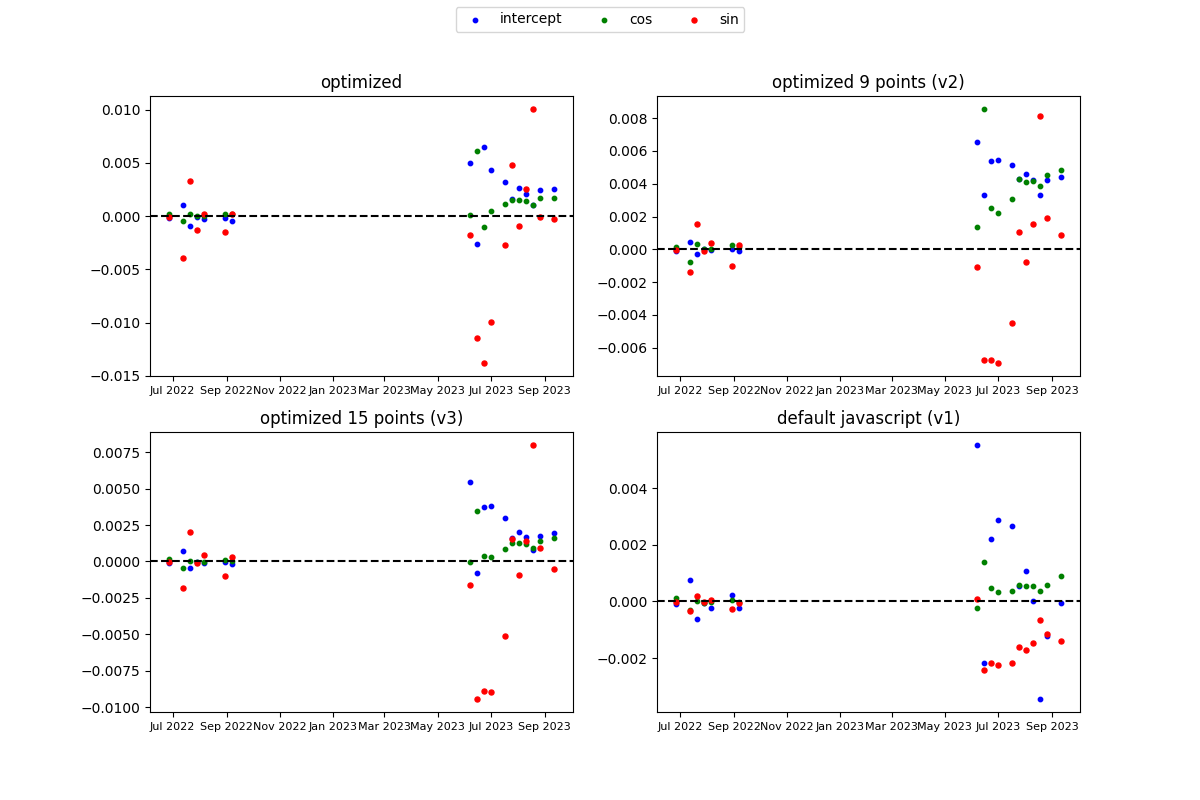 intercept cos sin
optimized
0.010
0.005
0.000
−0.005
−0.010
−0.015
Jul 2022 Sep 2022 Nov 2022 Jan 2023 Mar 2023 May 2023 Jul 2023 Sep 2023
optimized 9 points (v2)
0.008
0.006
0.004
0.002
0.000
−0.002
−0.004
−0.006
Jul 2022 Sep 2022 Nov 2022 Jan 2023 Mar 2023 May 2023 Jul 2023 Sep 2023
optimized 15 points (v3)
0.0075
0.0050
0.0025
0.0000
−0.0025
−0.0050
−0.0075
−0.0100
Jul 2022 Sep 2022 Nov 2022 Jan 2023 Mar 2023 May 2023 Jul 2023 Sep 2023
default javascript (v1)
0.004
0.002
0.000
−0.002
Jul 2022 Sep 2022 Nov 2022 Jan 2023 Mar 2023 May 2023 Jul 2023 Sep 2023